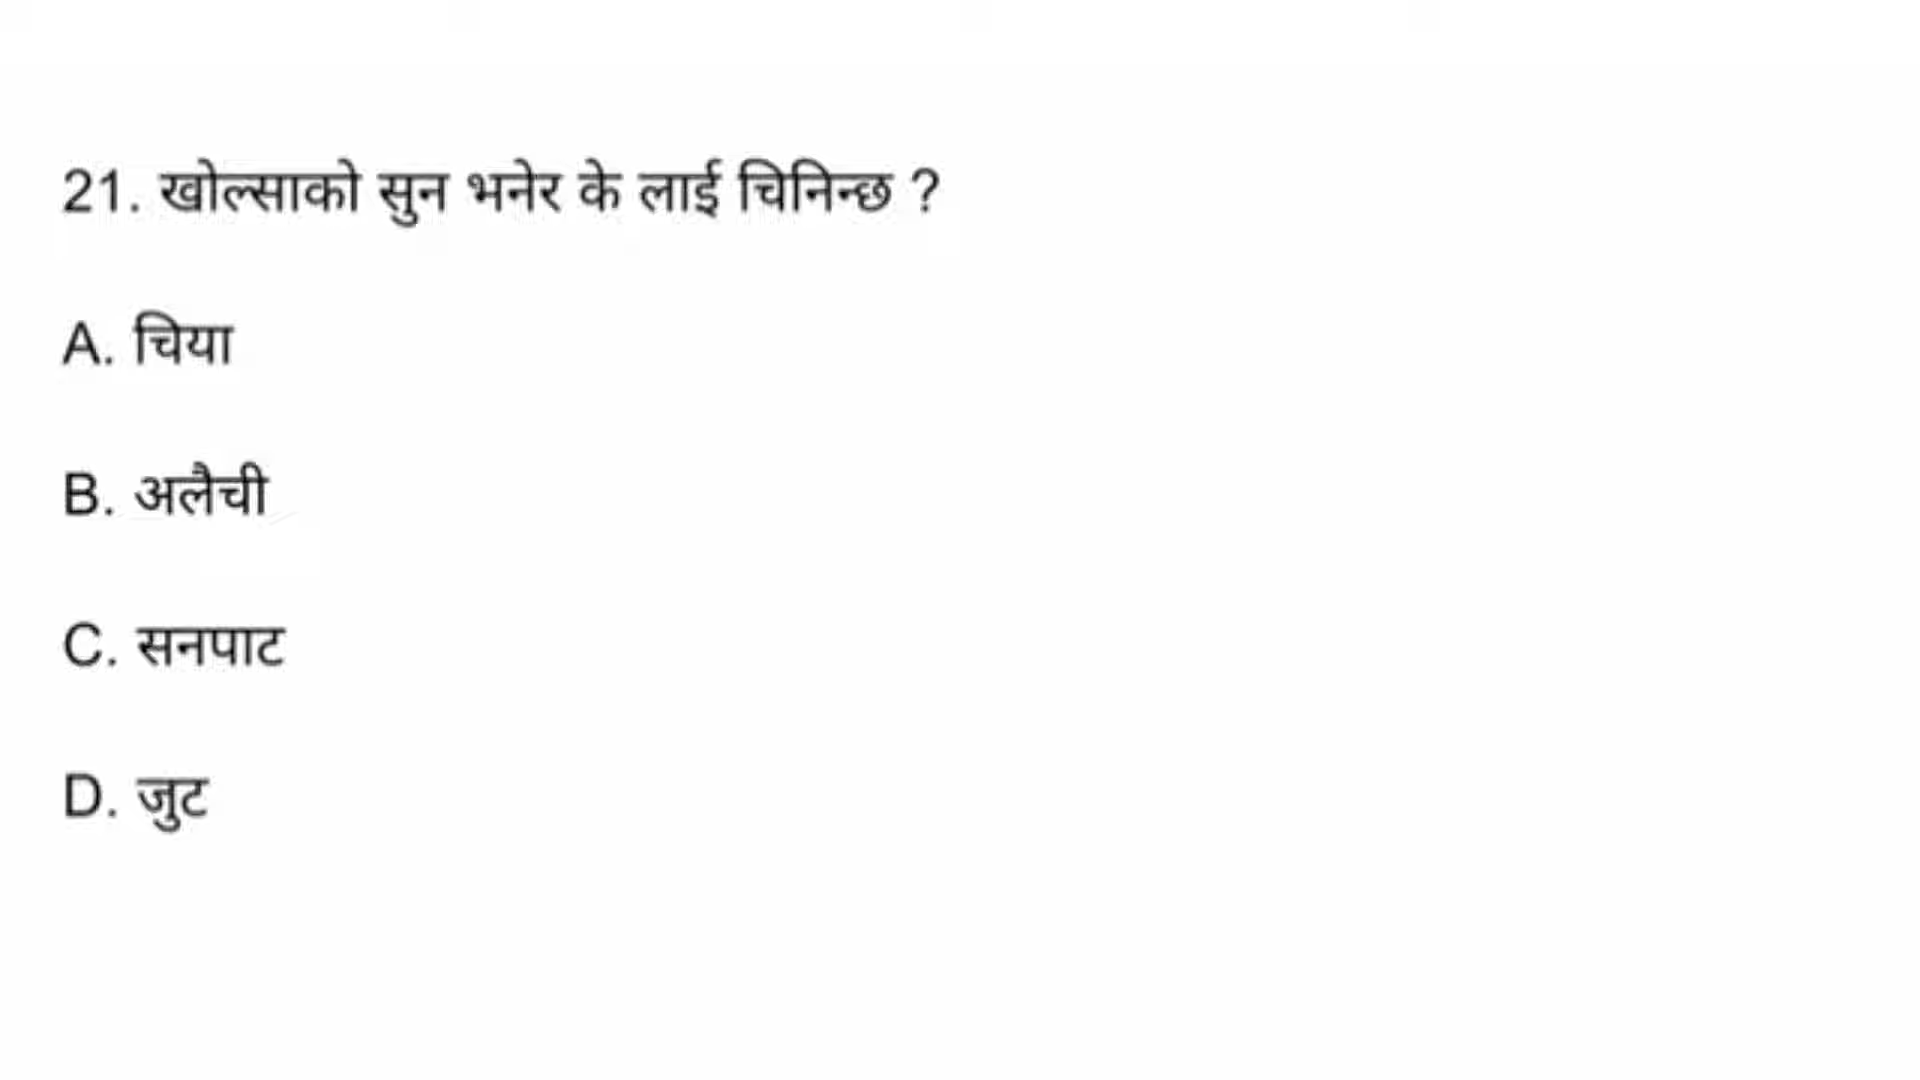 21. खोल्साको सुन भनेर के लाई चिनिन्छ ?
A. चिया
B. अलैची
C. सनपाट
D. जुट